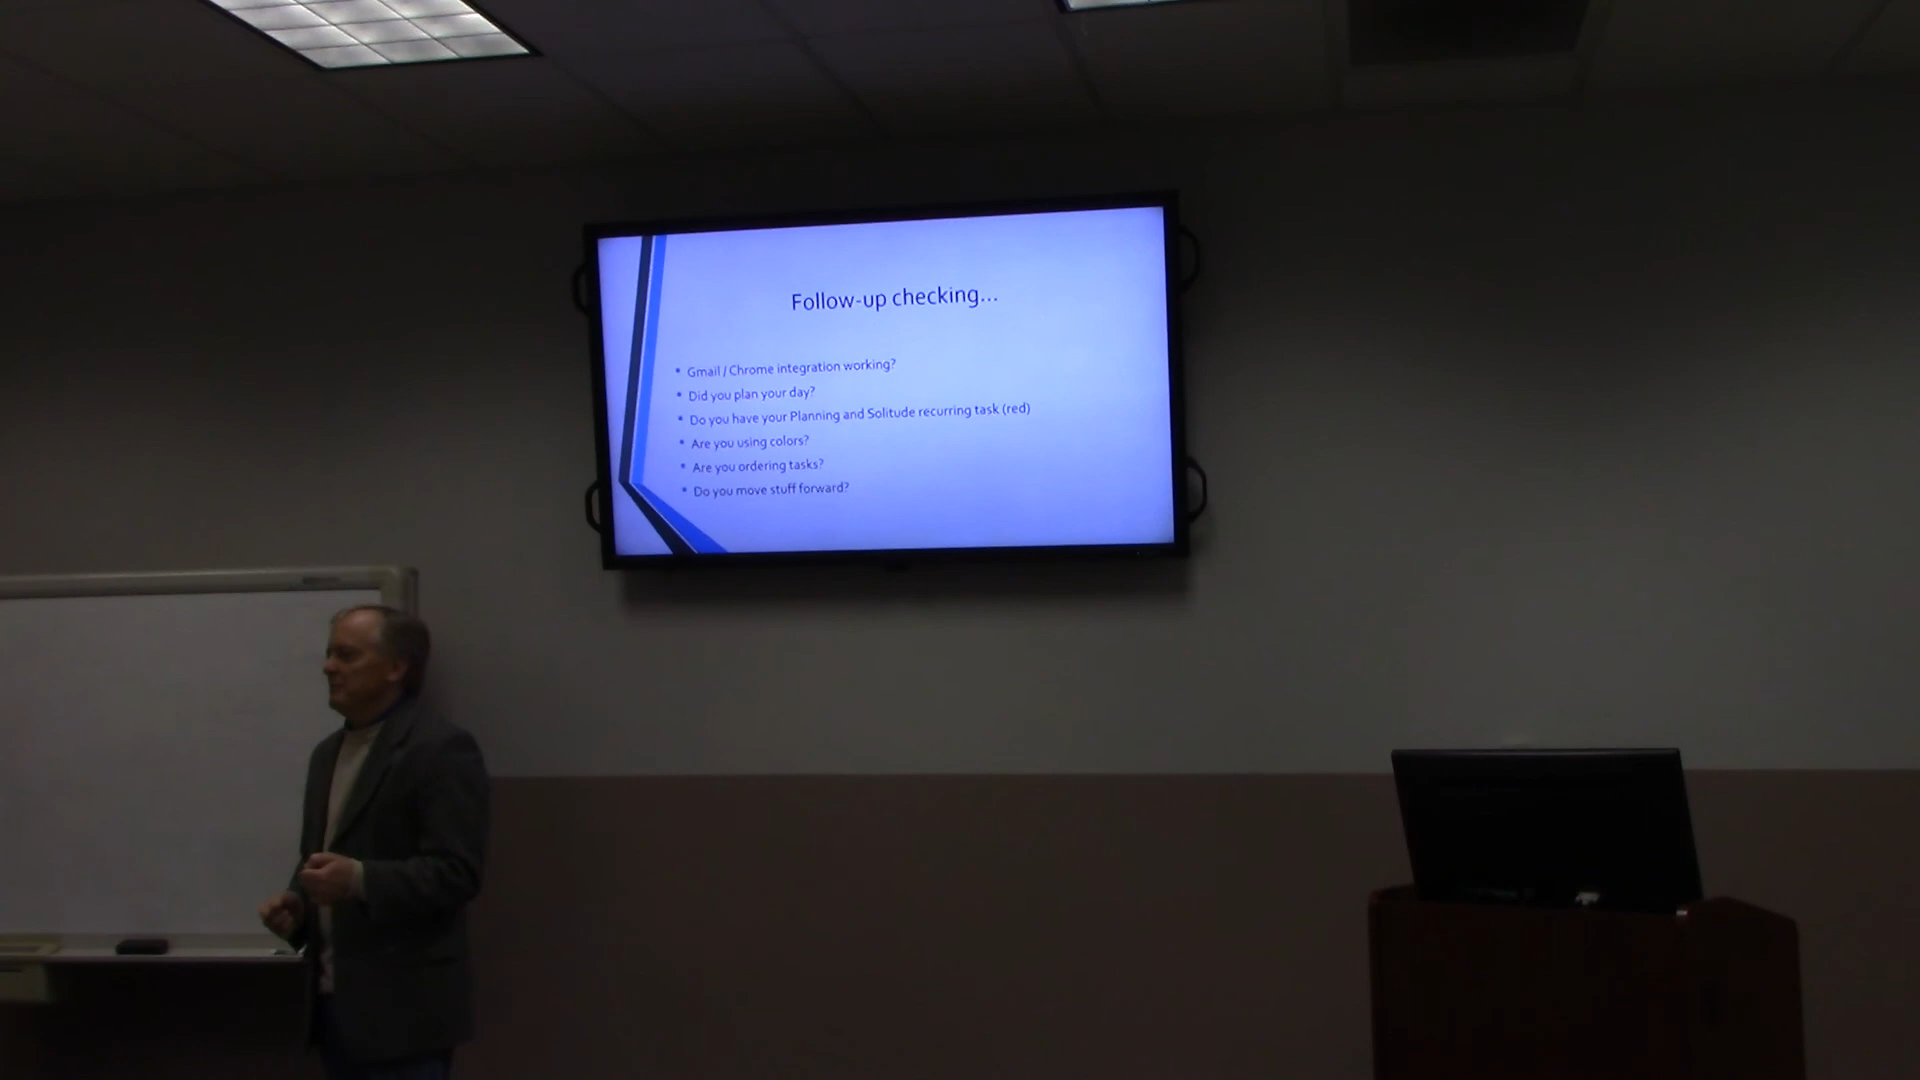 Follow-up checking...
• Gmail / Chrome integration working?
• Did you plan your day?
• Do you have your Planning and Solitude recurring task (red)
• Are you using colors?
• Are you ordering tasks?
• Do you move stuff forward?